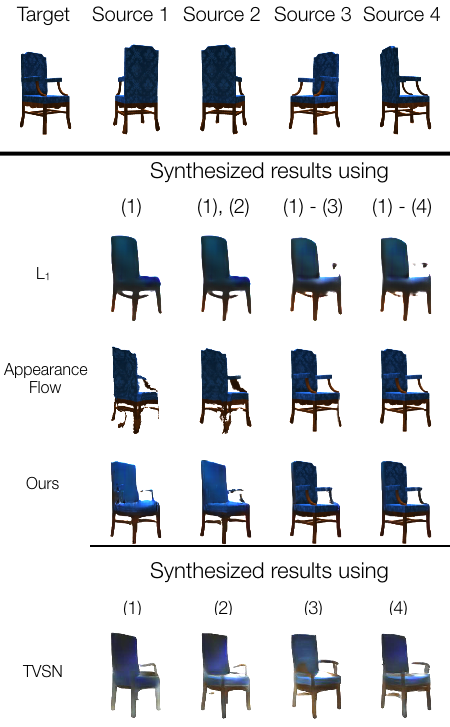 Target Source 1 Source 2 Source 3 Source 4
Synthesized results using
(1) (1), (2) (1) - (3) (1) - (4)
L₁
Appearance
Flow
Ours
Synthesized results using
(1) (2) (3) (4)
TVSN